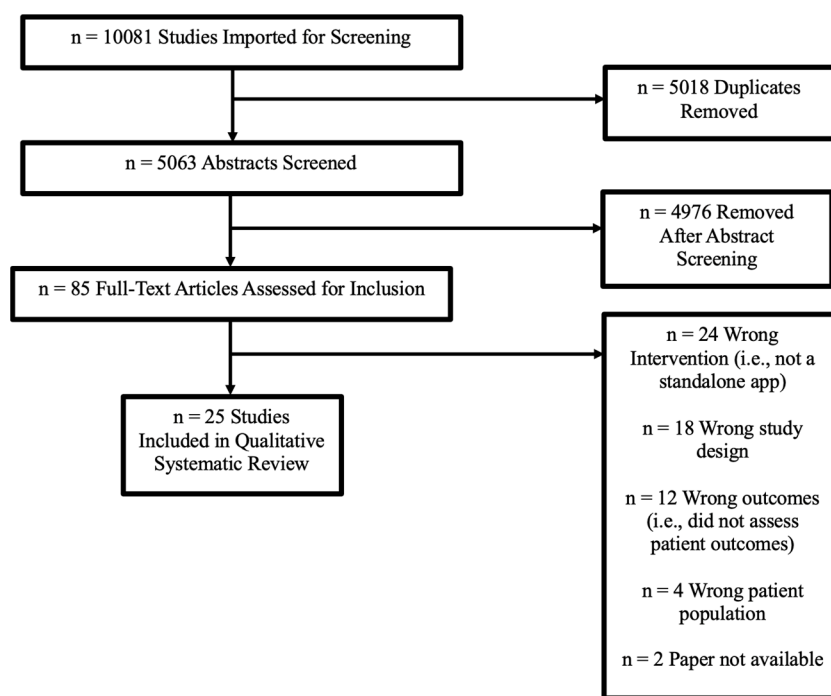 n = 10081 Studies Imported for Screening
n = 5018 Duplicates
Removed
n = 5063 Abstracts Screened
n = 4976 Removed
After Abstract
Screening
n = 85 Full-Text Articles Assessed for Inclusion
n = 24 Wrong
Intervention (i.e., not a
standalone app)
n = 18 Wrong study
design
n = 12 Wrong outcomes
(i.e., did not assess
patient outcomes)
n = 4 Wrong patient
population
n = 2 Paper not available
n = 25 Studies
Included in Qualitative
Systematic Review